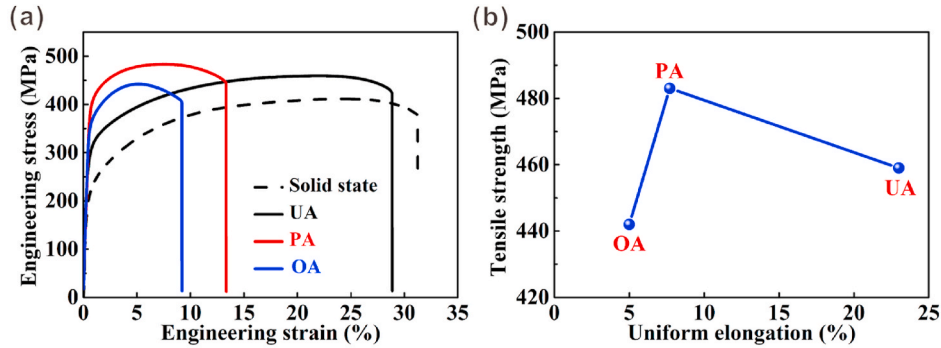 (a)
Engineering stress (MPa)
500
400
300
200
100
0
Solid state
UA
PA
OA
0 5 10 15 20 25 30 35
Engineering strain (%)
(b)
Tensile strength (MPa)
500
480
460
440
420
PA
UA
OA
0 5 10 15 20 25
Uniform elongation (%)